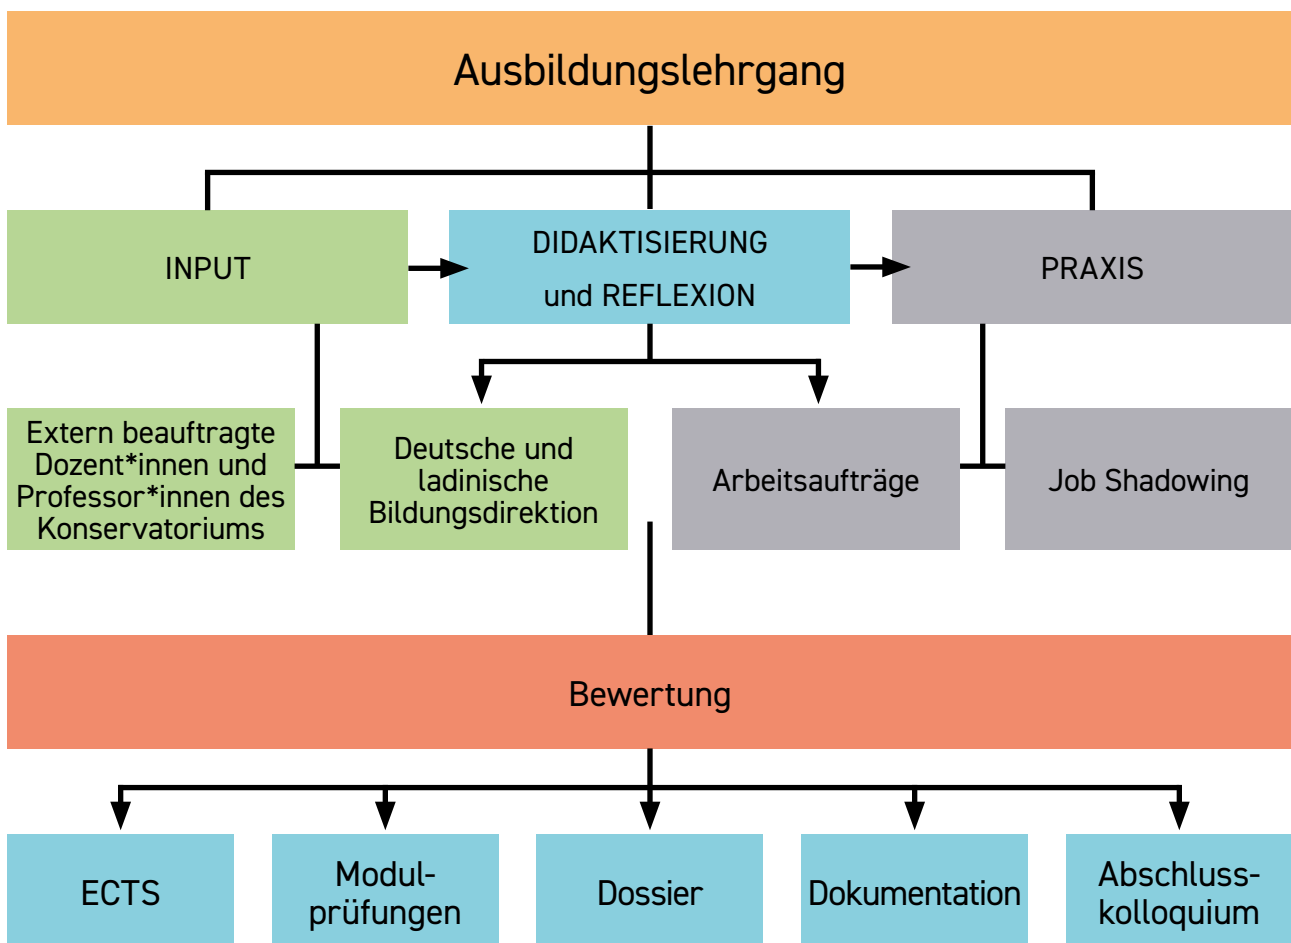 Ausbildungslehrgang
INPUT
DIDAKTISIERUNG
und REFLEXION
PRAXIS
Extern beauftragte
Dozent*innen und
Professor*innen des
Konservatoriums
Deutsche und
ladinische
Bildungsdirektion
Arbeitsaufträge
Job Shadowing
Bewertung
ECTS
Modul-
prüfungen
Dossier
Dokumentation
Abschluss-
kolloquium